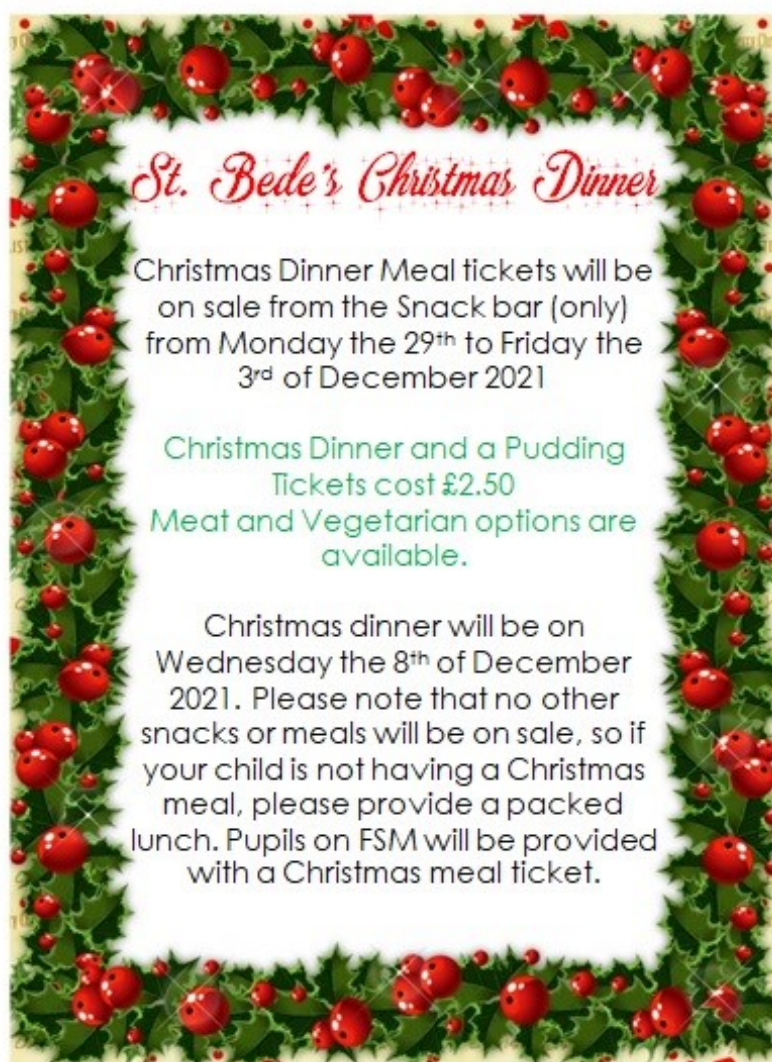 St. Bede's Christmas Dinner
Christmas Dinner Meal tickets will be
on sale from the Snack bar (only)
from Monday the 29th to Friday the
3rd of December 2021
Christmas Dinner and a Pudding
Tickets cost £2.50
Meat and Vegetarian options are
available.
Christmas dinner will be on
Wednesday the 8th of December
2021. Please note that no other
snacks or meals will be on sale, so if
your child is not having a Christmas
meal, please provide a packed
lunch. Pupils on FSM will be provided
with a Christmas meal ticket.